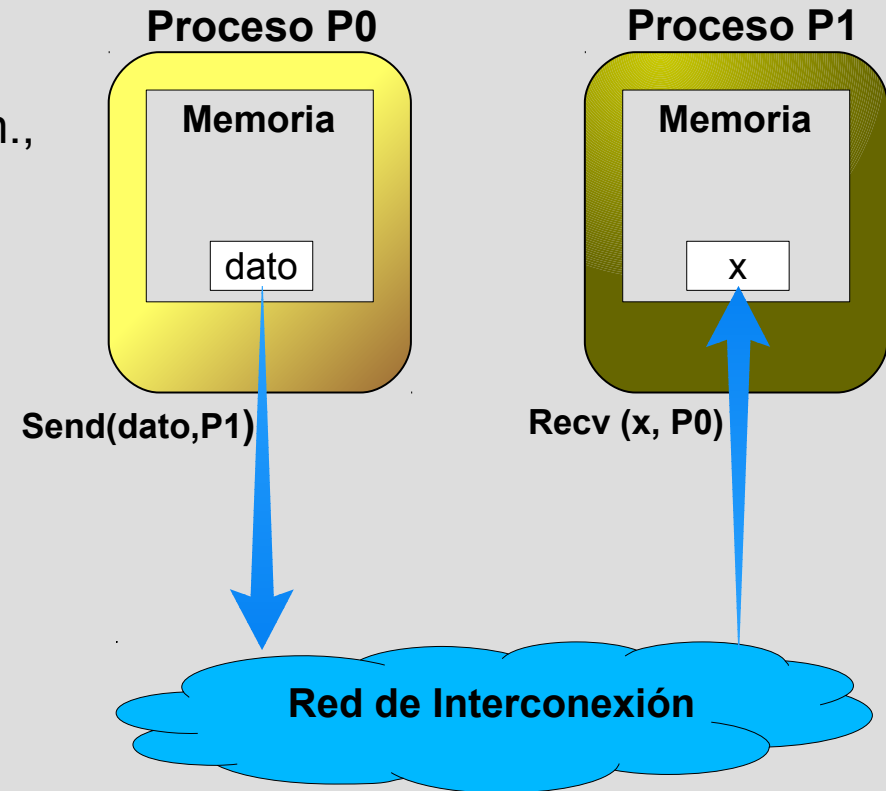 Proceso P0
Proceso P1
n.,
Memoria
Memoria
dato
x
Send(dato,P1)
Recv (x, P0)
Red de Interconexión